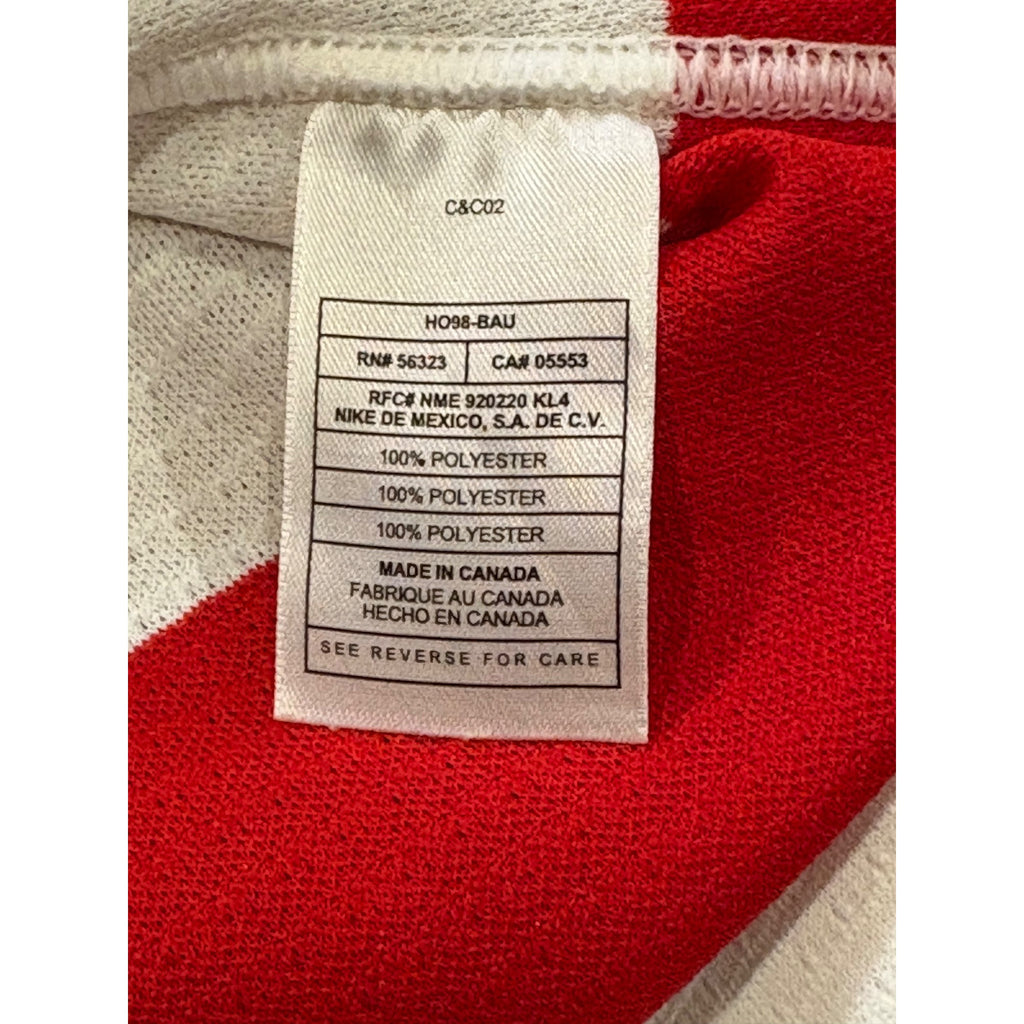 C&C02
HO98-BAU
RN# 56323 CA# 05553
RFC# NME 920220 KL4
NIKE DE MEXICO, S.A. DE C.V.
100% POLYESTER
100% POLYESTER
100% POLYESTER
MADE IN CANADA
FABRIQUE AU CANADA
HECHO EN CANADA
SEE REVERSE FOR CARE